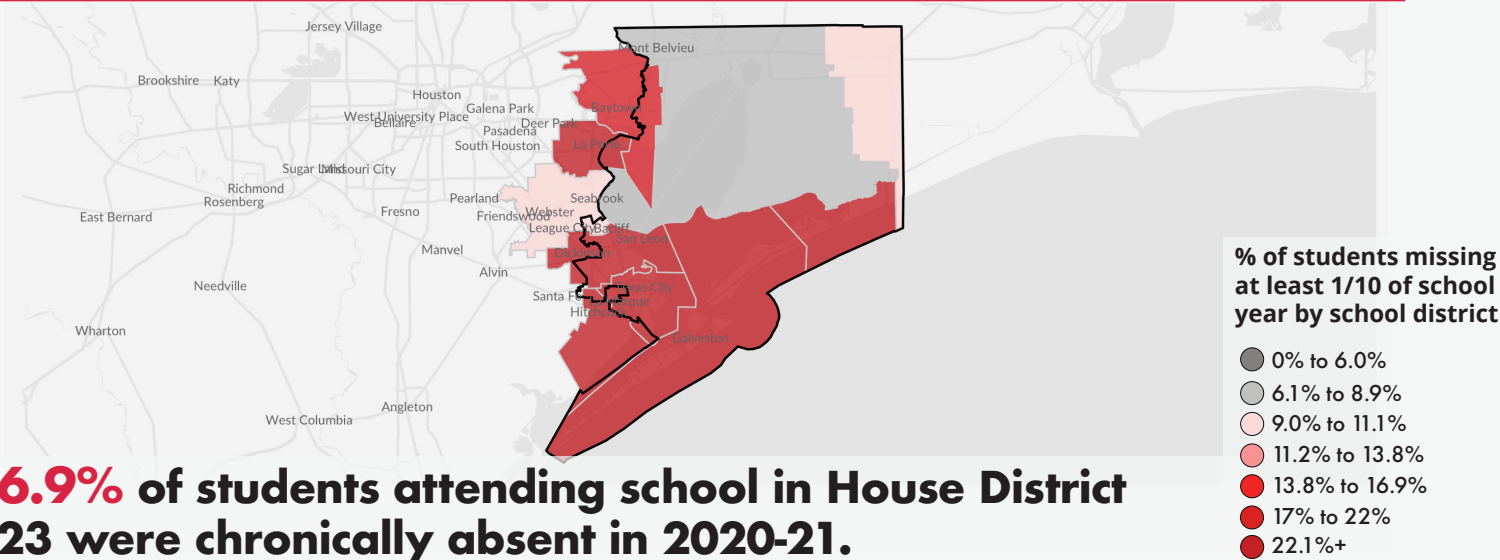 Jersey Village
Mont Belvieu
Brookshire
Katy
Houston
Galena Park
Baytown
West University Place
Bellaire
Deer Park
Pasadena
South Houston
La Porte
Sugar Land
Missouri City
Richmond
Rosenberg
Pearland
Seabrook
East Bernard
Fresno
Friendswood
Webster
League City
Bacliff
San Leon
Manvel
Dickinson
Alvin
Needville
Santa Fe
Texas City
La Marque
Hitchcock
Wharton
Galveston
Angleton
West Columbia
% of students missing
at least 1/10 of school
year by school district
0% to 6.0%
6.1% to 8.9%
9.0% to 11.1%
11.2% to 13.8%
13.8% to 16.9%
17% to 22%
22.1%+
6.9% of students attending school in House District
23 were chronically absent in 2020-21.